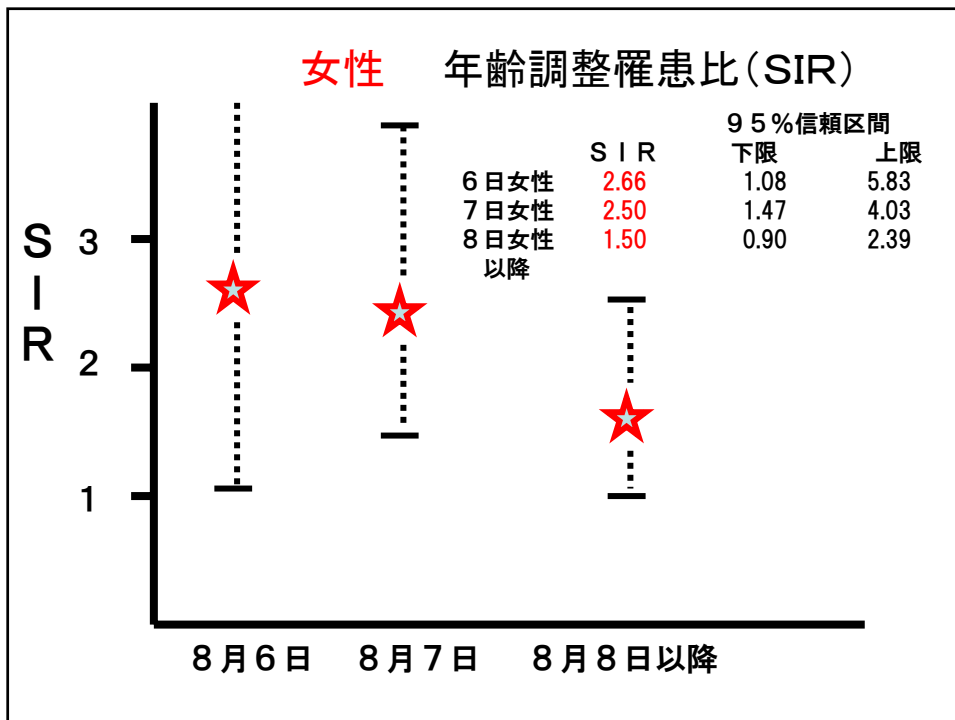 女性　年齢調整罹患比（SIR）
９５％信頼区間
ＳＩＲ　下限　上限
６日女性　2.66　1.08　5.83
７日女性　2.50　1.47　4.03
８日女性　1.50　0.90　2.39
以降
ＳＩＲ
3
2
1
８月６日　８月７日　８月８日以降